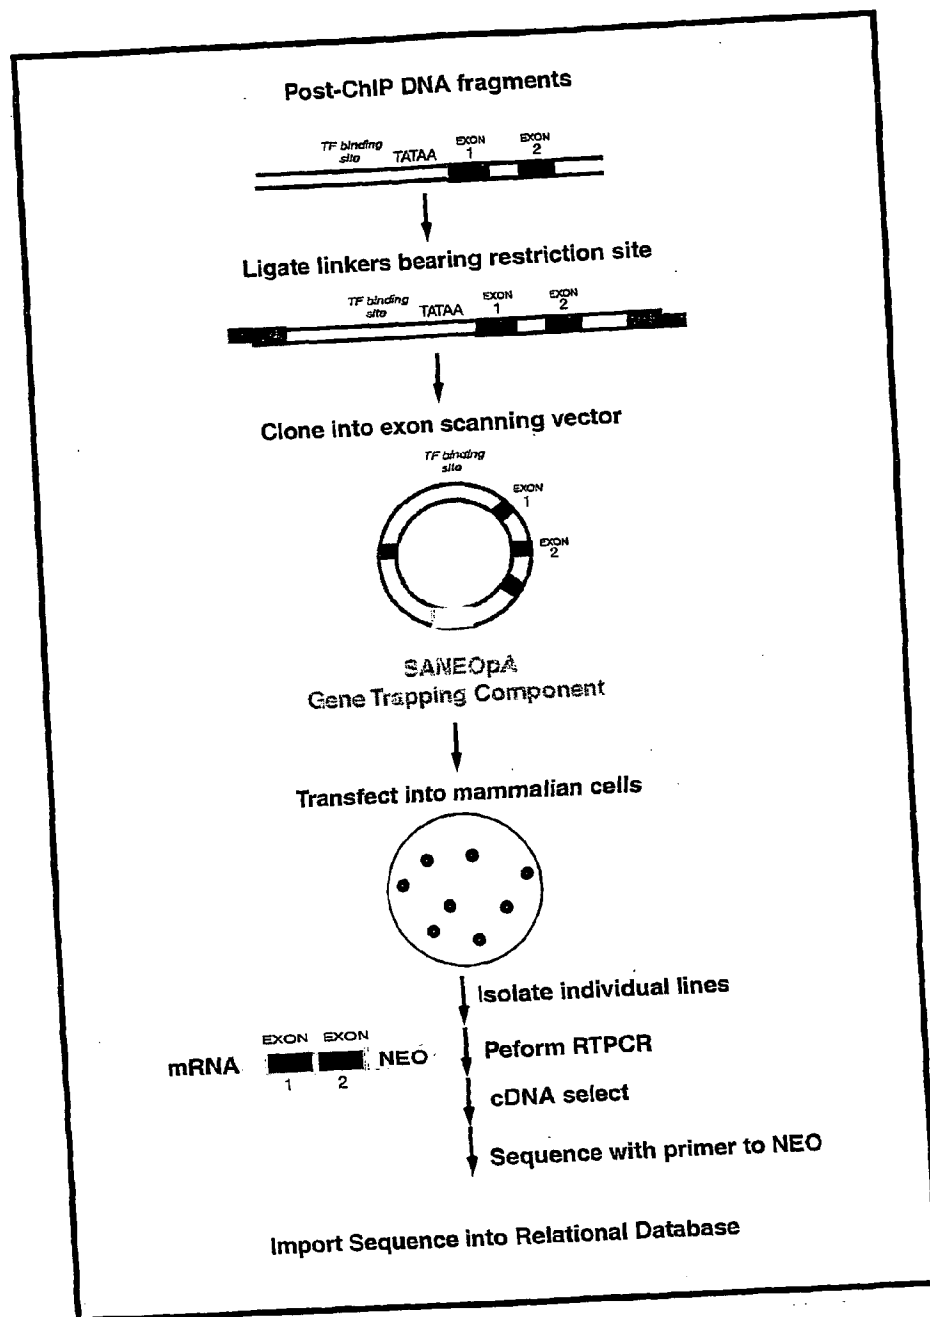 Post-ChIP DNA fragments
TF binding site TATAA EXON 1 EXON 2
Ligate linkers bearing restriction site
TF binding site TATAA EXON 1 EXON 2
Clone into exon scanning vector
TF binding site
EXON 1
EXON 2
SANEOpA
Gene Trapping Component
Transfect into mammalian cells
Isolate individual lines
mRNA EXON 1 EXON 2 NEO
Peform RTPCR
cDNA select
Sequence with primer to NEO
Import Sequence into Relational Database